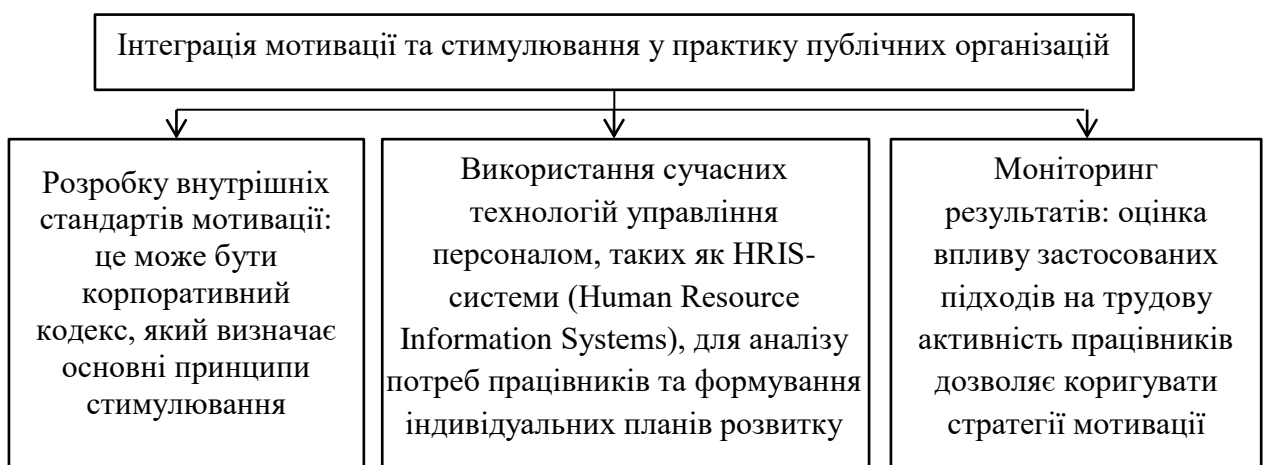 Інтеграція мотивації та стимулювання у практику публічних організацій
Розробку внутрішніх
стандартів мотивації:
це може бути
корпоративний
кодекс, який визначає
основні принципи
стимулювання
Використання сучасних
технологій управління
персоналом, таких як HRIS-
системи (Human Resource
Information Systems), для аналізу
потреб працівників та формування
індивідуальних планів розвитку
Моніторинг
результатів: оцінка
впливу застосованих
підходів на трудову
активність працівників
дозволяє коригувати
стратегії мотивації